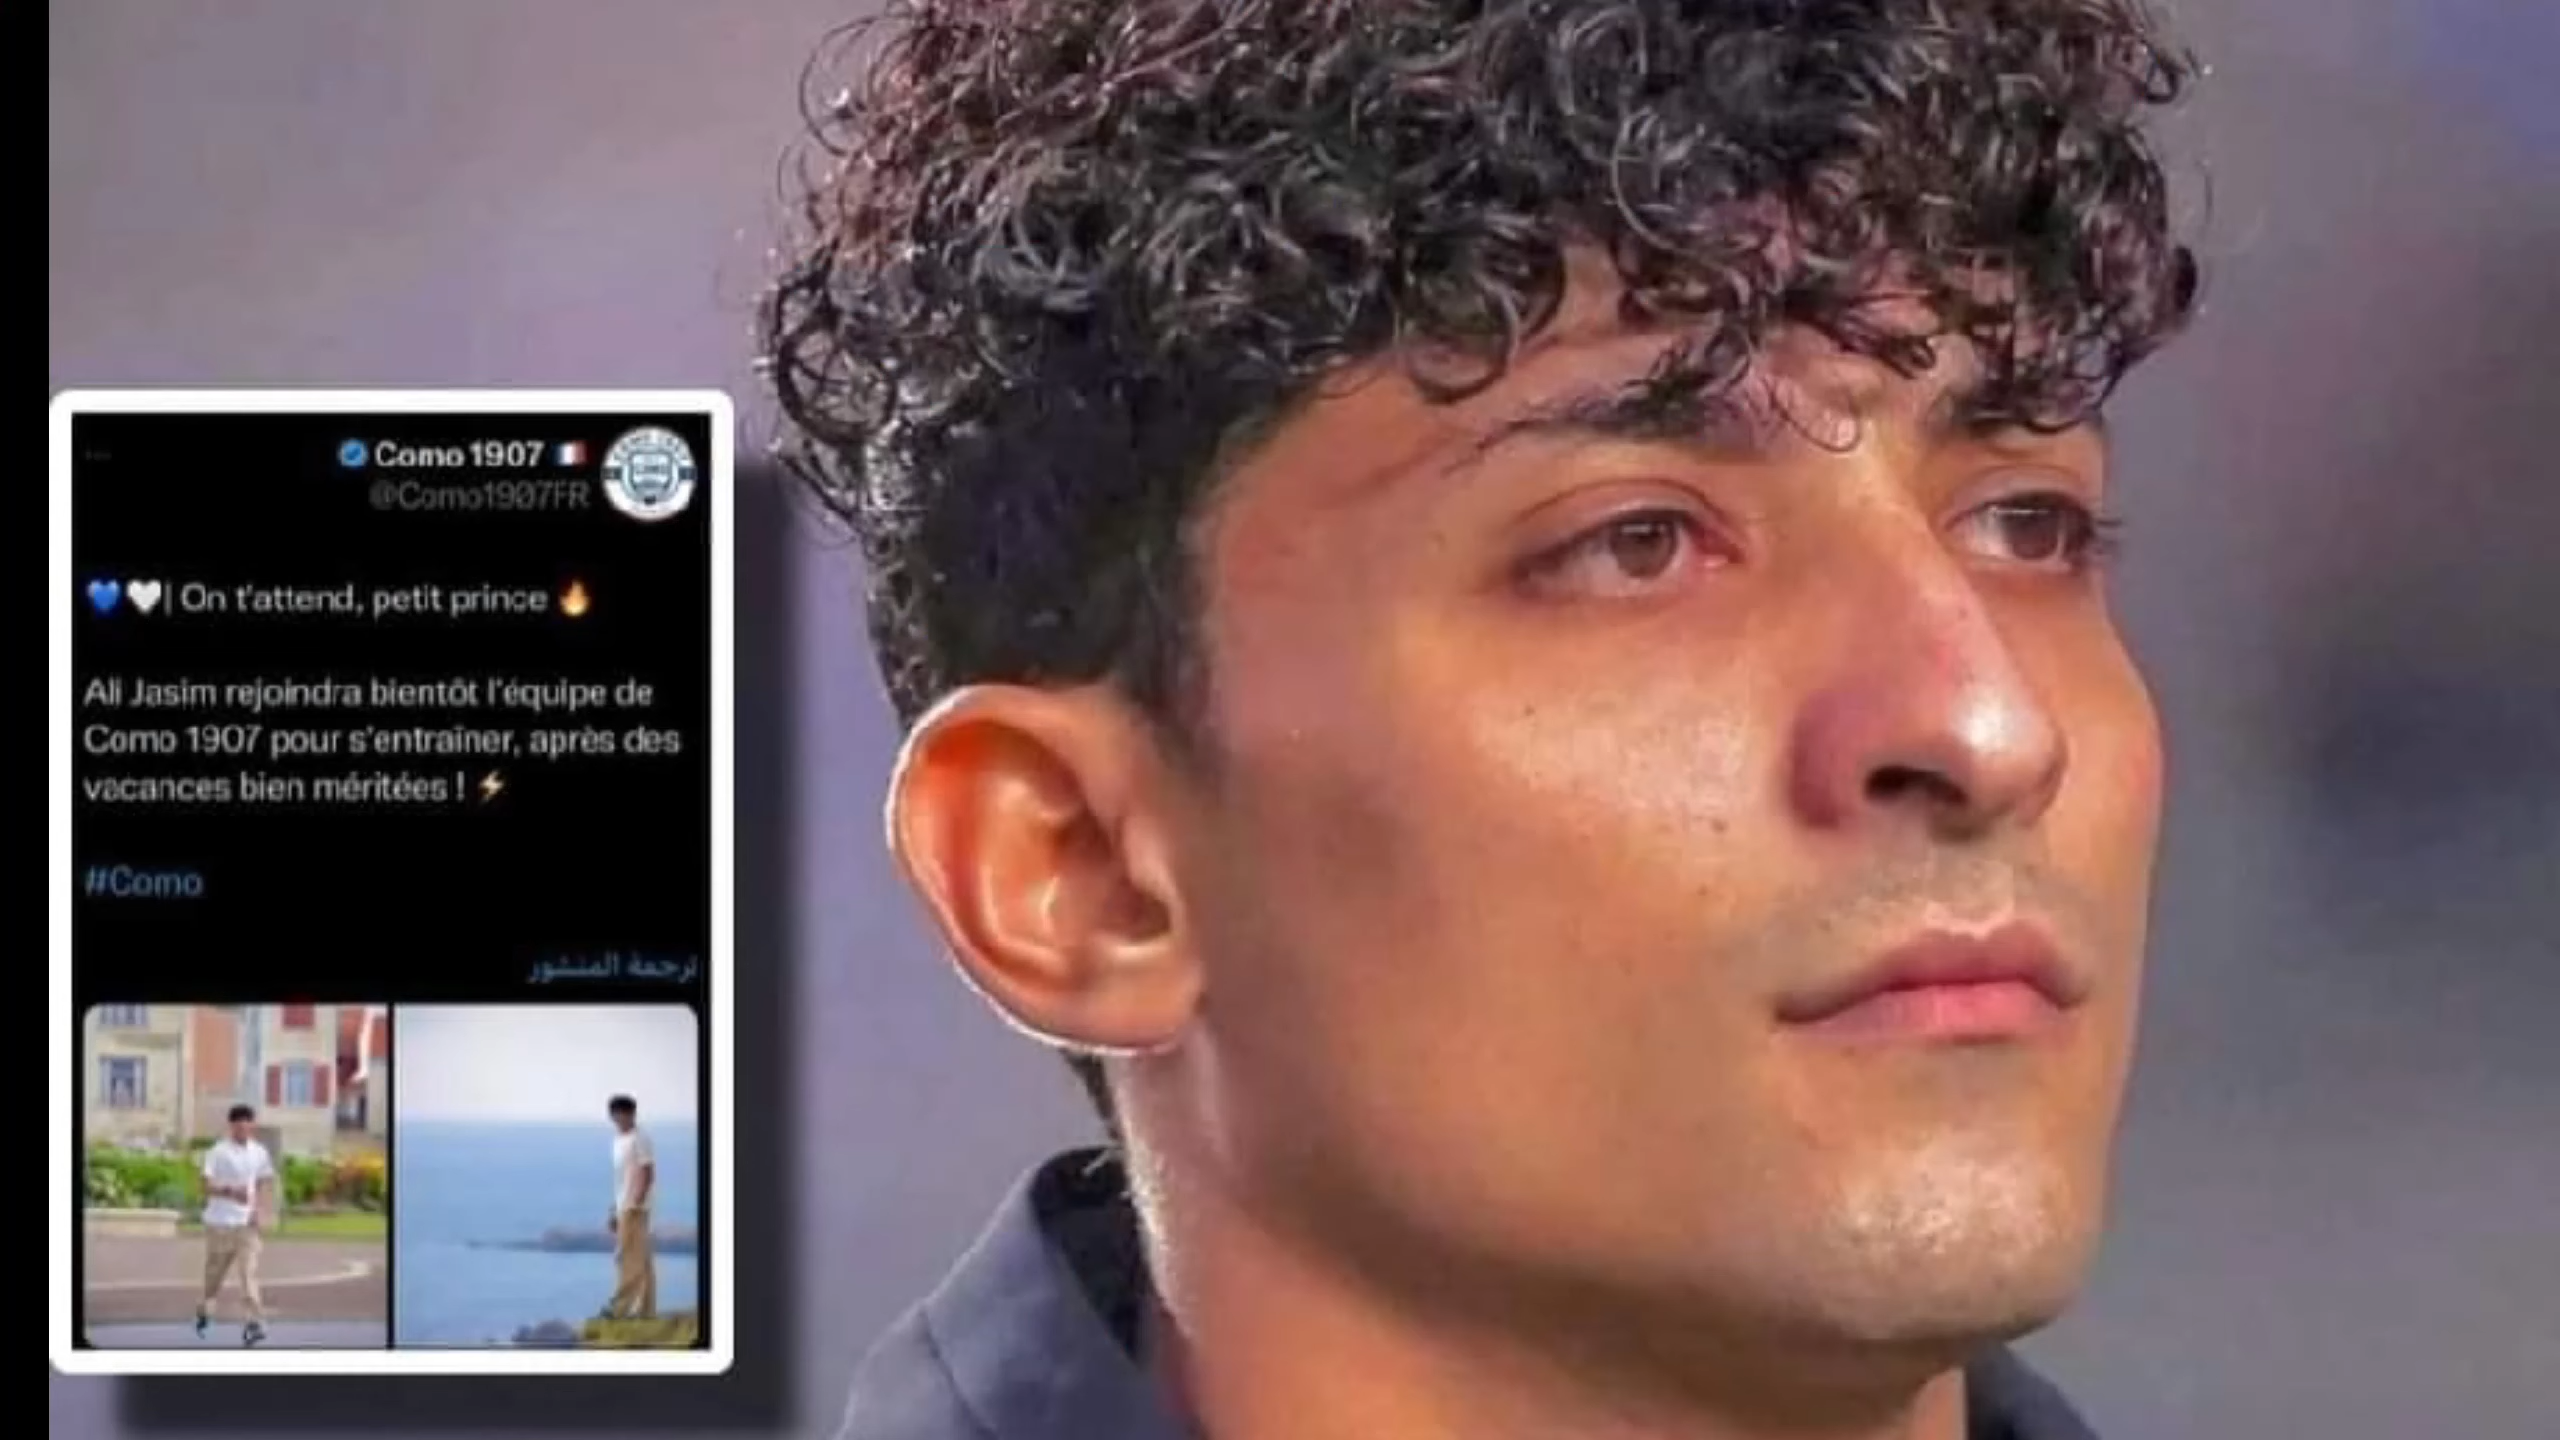 Como 1907
@Como1907FR
| On t'attend, petit prince
Ali Jasim rejoindra bientôt l'équipe de
Como 1907 pour s'entraîner, après des
vacances bien méritées !
#Como
ترجمة المنشور